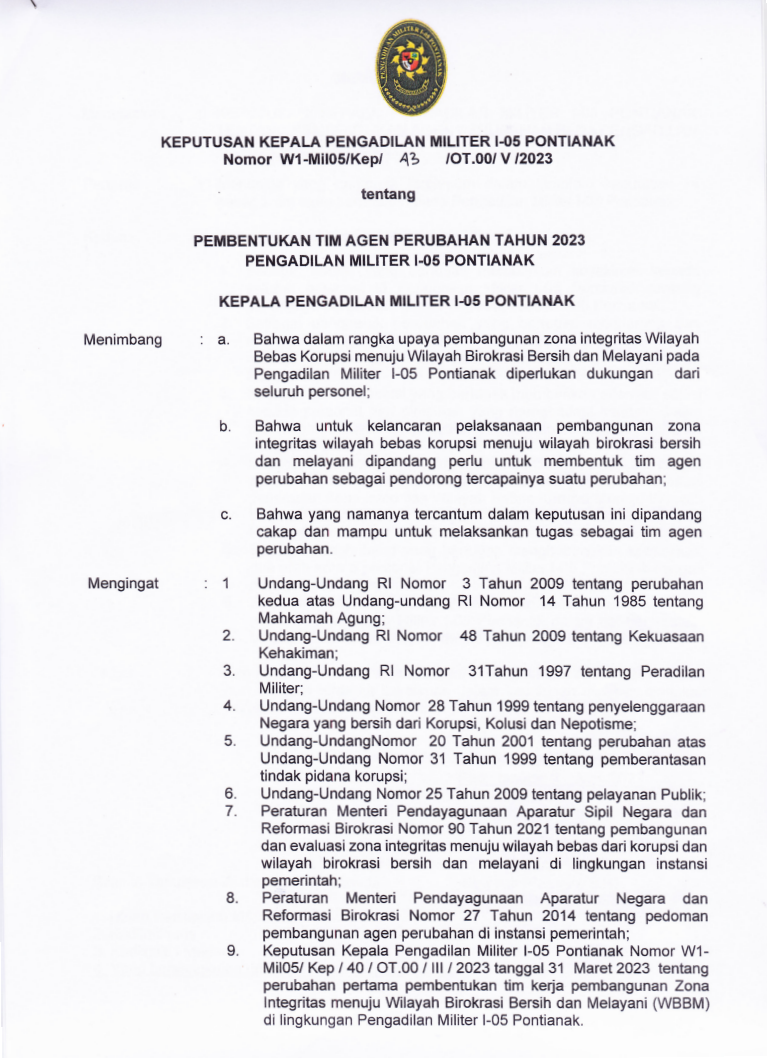 PENGADILAN MILITER I-05 PONTIANAK
KEPUTUSAN KEPALA PENGADILAN MILITER I-05 PONTIANAK
Nomor W1-Mil05/Kep/ 43 /OT.00/ V /2023
tentang
PEMBENTUKAN TIM AGEN PERUBAHAN TAHUN 2023
PENGADILAN MILITER I-05 PONTIANAK
KEPALA PENGADILAN MILITER I-05 PONTIANAK
Menimbang : a. Bahwa dalam rangka upaya pembangunan zona integritas Wilayah
Bebas Korupsi menuju Wilayah Birokrasi Bersih dan Melayani pada
Pengadilan Militer I-05 Pontianak diperlukan dukungan dari
seluruh personel;
b. Bahwa untuk kelancaran pelaksanaan pembangunan zona
integritas wilayah bebas korupsi menuju wilayah birokrasi bersih
dan melayani dipandang perlu untuk membentuk tim agen
perubahan sebagai pendorong tercapainya suatu perubahan;
c. Bahwa yang namanya tercantum dalam keputusan ini dipandang
cakap dan mampu untuk melaksankan tugas sebagai tim agen
perubahan.
Mengingat : 1 Undang-Undang RI Nomor 3 Tahun 2009 tentang perubahan
kedua atas Undang-undang RI Nomor 14 Tahun 1985 tentang
Mahkamah Agung;
2. Undang-Undang RI Nomor 48 Tahun 2009 tentang Kekuasaan
Kehakiman;
3. Undang-Undang RI Nomor 31Tahun 1997 tentang Peradilan
Militer;
4. Undang-Undang Nomor 28 Tahun 1999 tentang penyelenggaraan
Negara yang bersih dari Korupsi, Kolusi dan Nepotisme;
5. Undang-UndangNomor 20 Tahun 2001 tentang perubahan atas
Undang-Undang Nomor 31 Tahun 1999 tentang pemberantasan
tindak pidana korupsi;
6. Undang-Undang Nomor 25 Tahun 2009 tentang pelayanan Publik;
7. Peraturan Menteri Pendayagunaan Aparatur Sipil Negara dan
Reformasi Birokrasi Nomor 90 Tahun 2021 tentang pembangunan
dan evaluasi zona integritas menuju wilayah bebas dari korupsi dan
wilayah birokrasi bersih dan melayani di lingkungan instansi
pemerintah;
8. Peraturan Menteri Pendayagunaan Aparatur Negara dan
Reformasi Birokrasi Nomor 27 Tahun 2014 tentang pedoman
pembangunan agen perubahan di instansi pemerintah;
9. Keputusan Kepala Pengadilan Militer I-05 Pontianak Nomor W1-
Mil05/ Kep / 40 / OT.00 / III / 2023 tanggal 31 Maret 2023 tentang
perubahan pertama pembentukan tim kerja pembangunan Zona
Integritas menuju Wilayah Birokrasi Bersih dan Melayani (WBBM)
di lingkungan Pengadilan Militer I-05 Pontianak.